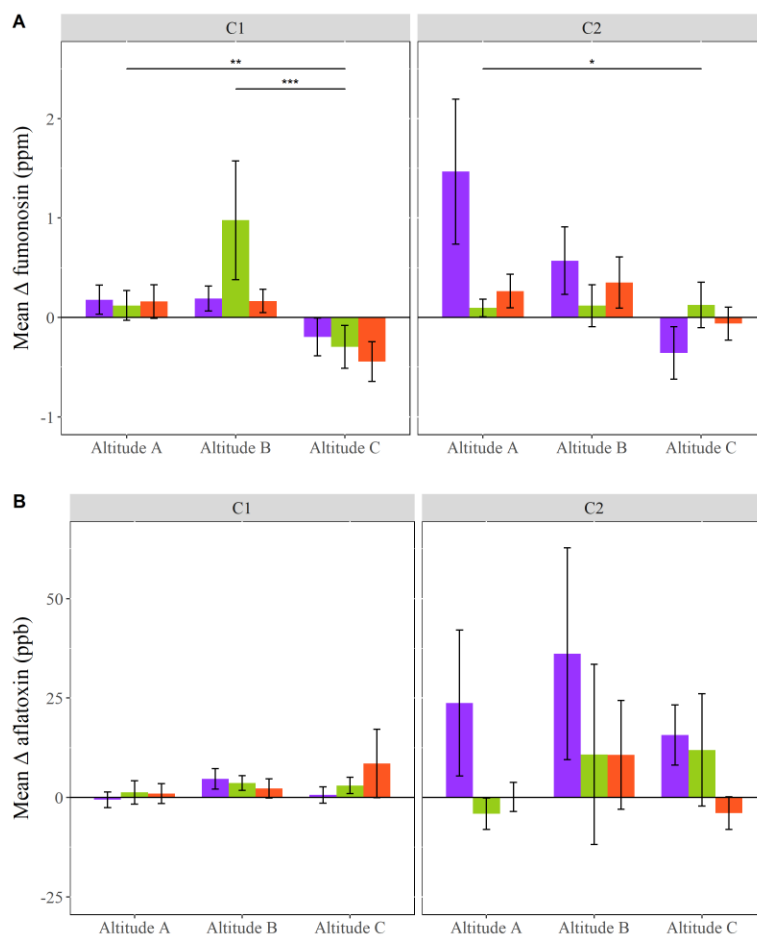 A
C1 C2
** *
***
2
1
0
-1
Mean Δ fumonosin (ppm)
Altitude A Altitude B Altitude C Altitude A Altitude B Altitude C
B
C1 C2
50
25
0
-25
Mean Δ aflatoxin (ppb)
Altitude A Altitude B Altitude C Altitude A Altitude B Altitude C